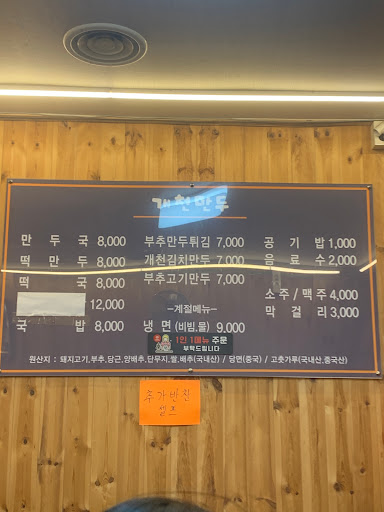 개천만두
만두국 8,000 부추만두튀김 7,000 공기밥 1,000
떡만두 8,000 개천김치만두 7,000 음료수 2,000
떡국 8,000 부추고기만두 7,000
소주/맥주 4,000
12,000 -계절메뉴- 막걸리 3,000
국밥 8,000 냉면(비빔,물) 9,000
1인 1메뉴 주문
부탁드립니다
원산지 : 돼지고기,부추,당근,양배추,단무지,쌀,배추(국내산) / 당면(중국) / 고춧가루(국내산,중국산)
추가반찬
셀프